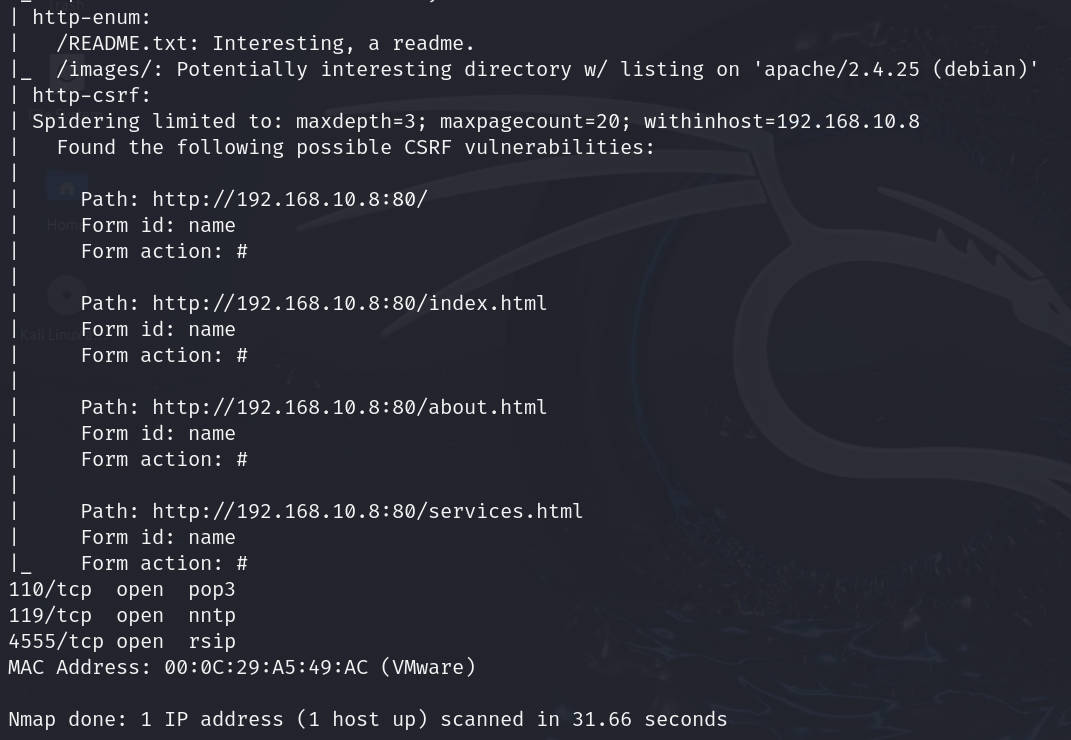 | http-enum:
|   /README.txt: Interesting, a readme.
|_  /images/: Potentially interesting directory w/ listing on 'apache/2.4.25 (debian)'
| http-csrf:
| Spidering limited to: maxdepth=3; maxpagecount=20; withinhost=192.168.10.8
|   Found the following possible CSRF vulnerabilities:
|
|     Path: http://192.168.10.8:80/
|     Form id: name
|     Form action: #
|
|     Path: http://192.168.10.8:80/index.html
|     Form id: name
|     Form action: #
|
|     Path: http://192.168.10.8:80/about.html
|     Form id: name
|     Form action: #
|
|     Path: http://192.168.10.8:80/services.html
|     Form id: name
|_    Form action: #
110/tcp  open  pop3
119/tcp  open  nntp
4555/tcp open  rsip
MAC Address: 00:0C:29:A5:49:AC (VMware)
Nmap done: 1 IP address (1 host up) scanned in 31.66 seconds